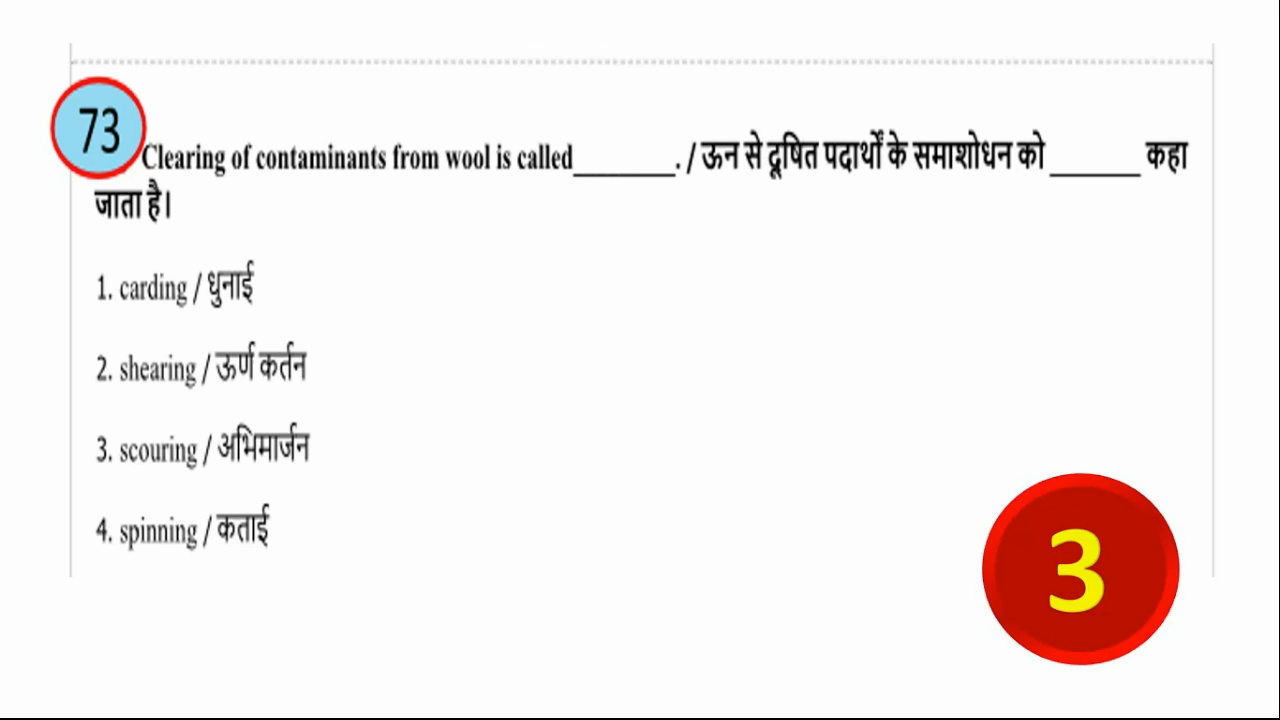 73
Clearing of contaminants from wool is called________. / ऊन से दूषित पदार्थों के समाशोधन को _______ कहा
जाता है।
1. carding / धुनाई
2. shearing / ऊर्ण कर्तन
3. scouring / अभिमार्जन
4. spinning / कताई
3